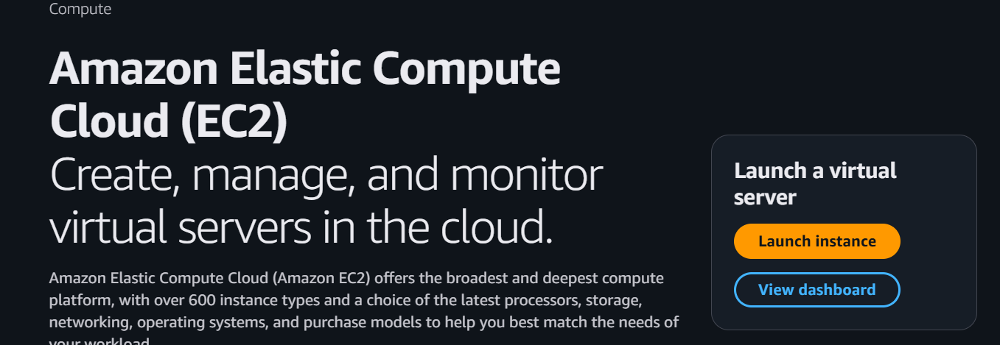 Compute
Amazon Elastic Compute
Cloud (EC2)
Create, manage, and monitor
virtual servers in the cloud.
Amazon Elastic Compute Cloud (Amazon EC2) offers the broadest and deepest compute
platform, with over 600 instance types and a choice of the latest processors, storage,
networking, operating systems, and purchase models to help you best match the needs of
your workload.
Launch a virtual
server
Launch instance
View dashboard